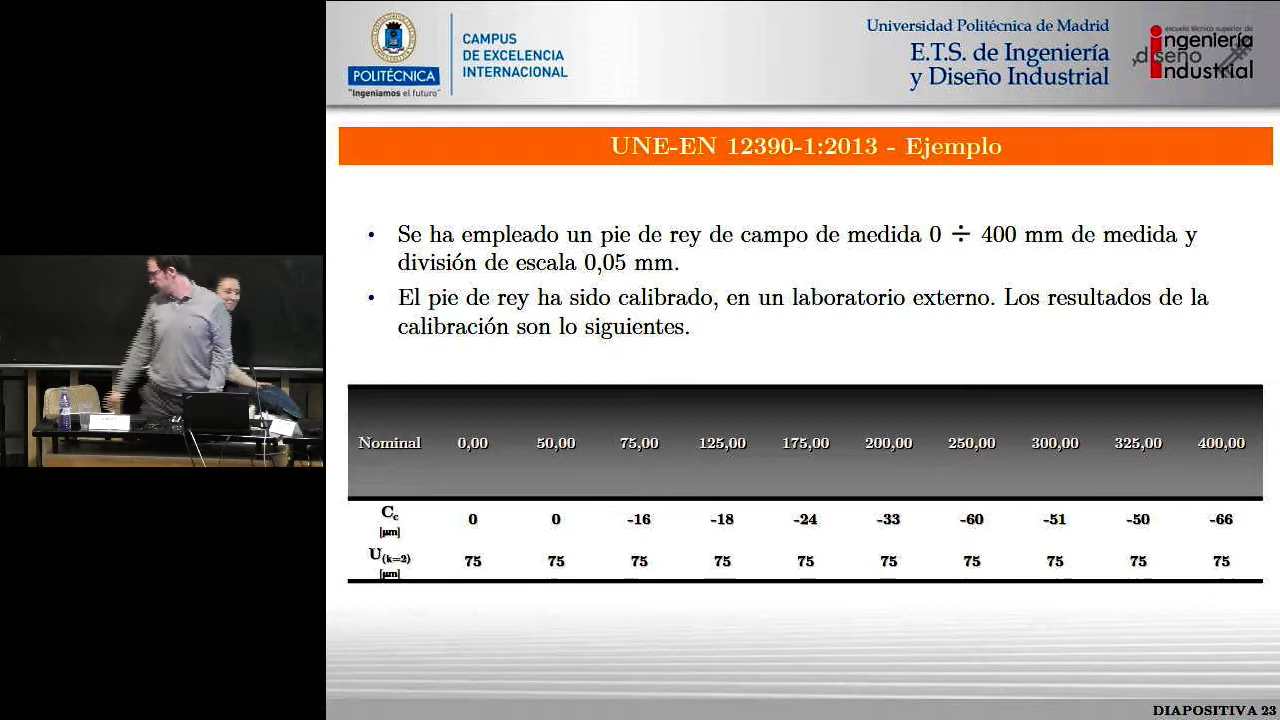 POLITÉCNICA
"Ingeniamos el futuro"
CAMPUS
DE EXCELENCIA
INTERNACIONAL
Universidad Politécnica de Madrid
E.T.S. de Ingeniería
y Diseño Industrial
escuela técnica superior de
ingeniería
y diseño
industrial
UNE-EN 12390-1:2013 - Ejemplo
• Se ha empleado un pie de rey de campo de medida 0 ÷ 400 mm de medida y
división de escala 0,05 mm.
• El pie de rey ha sido calibrado, en un laboratorio externo. Los resultados de la
calibración son lo siguientes.
Nominal 0,00 50,00 75,00 125,00 175,00 200,00 250,00 300,00 325,00 400,00
Cc [µm] 0 0 -16 -18 -24 -33 -60 -51 -50 -66
U(k=2) [µm] 75 75 75 75 75 75 75 75 75 75
DIAPOSITIVA 23